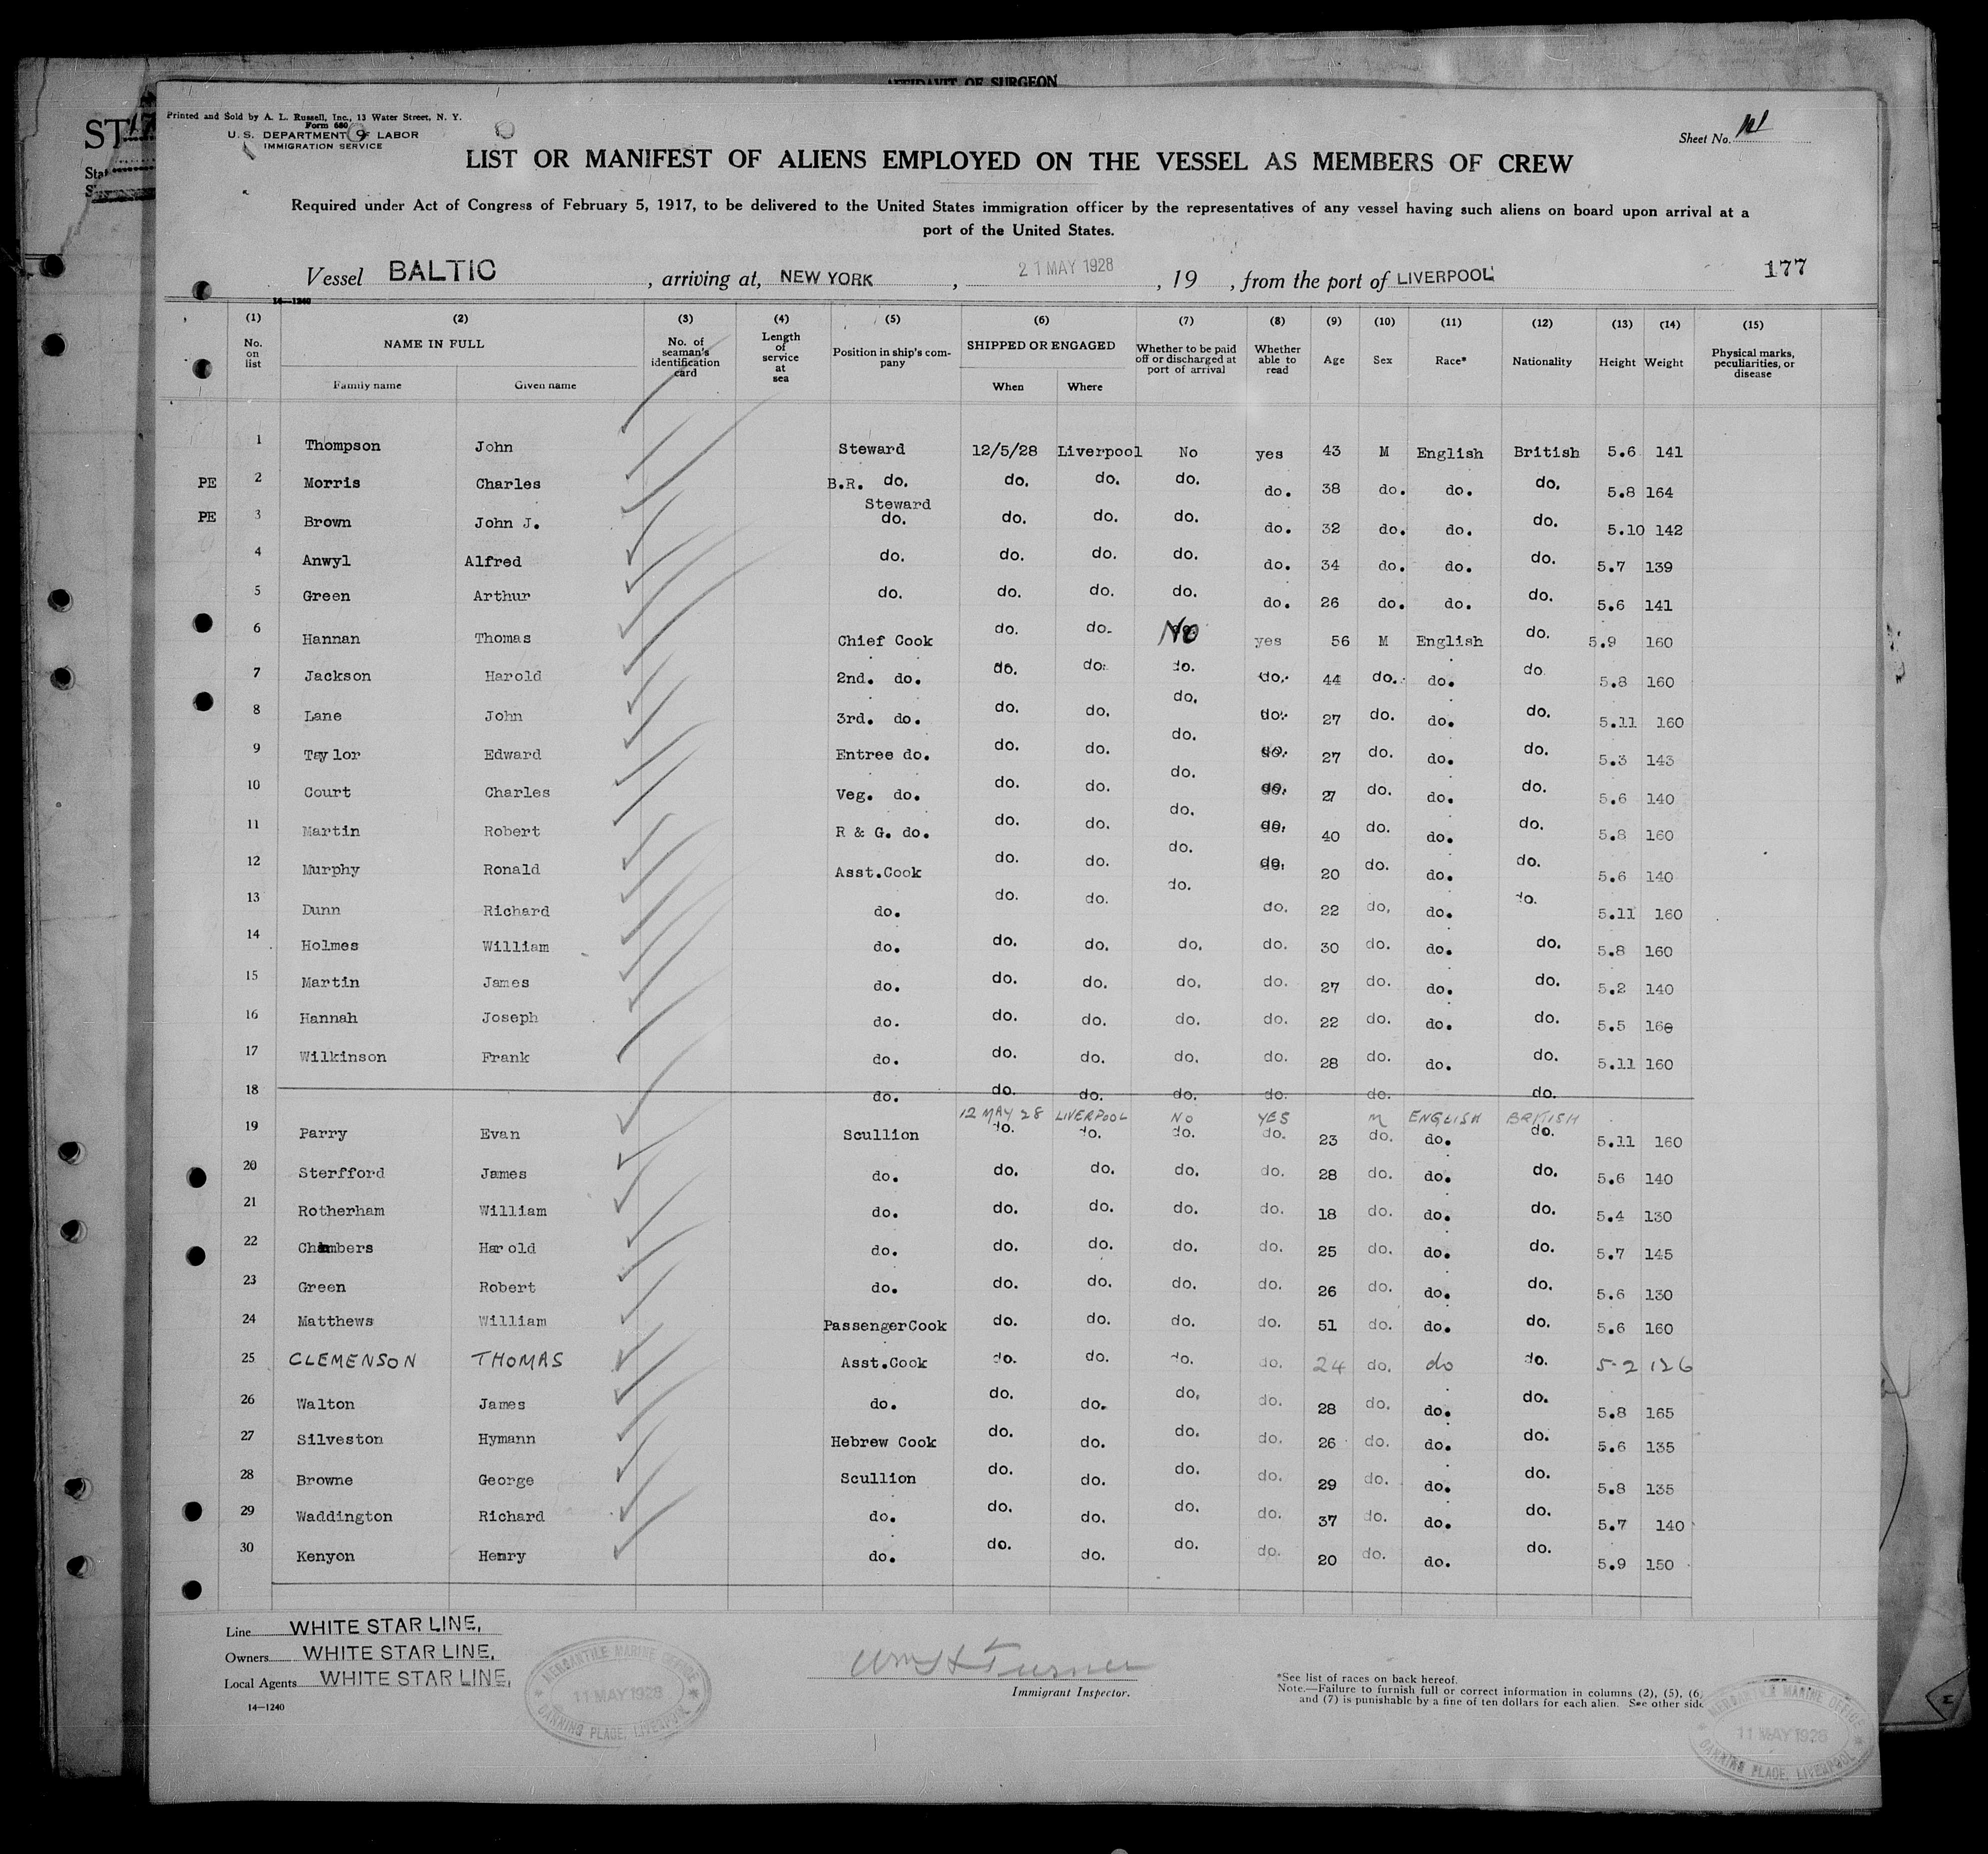 AFFIDAVIT OF SURGEON
Printed and Sold by A. L. Russell, Inc., 13 Water Street, N. Y.
Form 680
U. S. DEPARTMENT OF LABOR
IMMIGRATION SERVICE
Sheet No.
LIST OR MANIFEST OF ALIENS EMPLOYED ON THE VESSEL AS MEMBERS OF CREW
Required under Act of Congress of February 5, 1917, to be delivered to the United States immigration officer by the representatives of any vessel having such aliens on board upon arrival at a
port of the United States.
Vessel BALTIC, arriving at, NEW YORK, 21 MAY 1928, 19 , from the port of LIVERPOOL 177
14—1240
(1) No. on list (2) NAME IN FULL Family name Given name (3) No. of seaman's identification card (4) Length of service at sea (5) Position in ship's company (6) SHIPPED OR ENGAGED When Where (7) Whether to be paid off or discharged at port of arrival (8) Whether able to read (9) Age (10) Sex (11) Race* (12) Nationality (13) Height (14) Weight (15) Physical marks, peculiarities, or disease
1 Thompson John Steward 12/5/28 Liverpool No yes 43 M English British 5.6 141
PE 2 Morris Charles B.R. do. do. do. do. do. 38 do. do. do. 5.8 164
Steward
PE 3 Brown John J. do. do. do. do. do. 32 do. do. do. 5.10 142
4 Anwyl Alfred do. do. do. do. do. 34 do. do. do. 5.7 139
5 Green Arthur do. do. do. do. do. 26 do. do. do. 5.6 141
6 Hannan Thomas Chief Cook do. do. No yes 56 M English do. 5.9 160
7 Jackson Harold 2nd. do. do. do. do. do. 44 do. do. do. 5.8 160
8 Lane John 3rd. do. do. do. do. do. 27 do. do. do. 5.11 160
9 Taylor Edward Entree do. do. do. do. do. 27 do. do. do. 5.3 143
10 Court Charles Veg. do. do. do. do. do. 27 do. do. do. 5.6 140
11 Martin Robert R & G. do. do. do. do. do. 40 do. do. do. 5.8 160
12 Murphy Ronald Asst.Cook do. do. do. do. 20 do. do. do. 5.6 140
13 Dunn Richard do. do. do. do. do. 22 do. do. do. 5.11 160
14 Holmes William do. do. do. do. do. 30 do. do. do. 5.8 160
15 Martin James do. do. do. do. do. 27 do. do. do. 5.2 140
16 Hannah Joseph do. do. do. do. do. 22 do. do. do. 5.5 160
17 Wilkinson Frank do. do. do. do. do. 28 do. do. do. 5.11 160
18 do. do. do. do. do. do. do.
12 MAY 28 LIVERPOOL NO YES M ENGLISH BRITISH
19 Parry Evan Scullion do. do. do. do. 23 do. do. do. 5.11 160
20 Sterfford James do. do. do. do. do. 28 do. do. do. 5.6 140
21 Rotherham William do. do. do. do. do. 18 do. do. do. 5.4 130
22 Chambers Harold do. do. do. do. do. 25 do. do. do. 5.7 145
23 Green Robert do. do. do. do. do. 26 do. do. do. 5.6 130
24 Matthews William PassengerCook do. do. do. do. 51 do. do. do. 5.6 160
25 CLEMENSON THOMAS Asst.Cook do. do. do. do. 24 do. do do. 5-2 126
26 Walton James do. do. do. do. do. 28 do. do. do. 5.8 165
27 Silveston Hymann Hebrew Cook do. do. do. do. 26 do. do. do. 5.6 135
28 Browne George Scullion do. do. do. do. 29 do. do. do. 5.8 135
29 Waddington Richard do. do. do. do. do. 37 do. do. do. 5.7 140
30 Kenyon Henry do. do. do. do. do. 20 do. do. do. 5.9 150
Line WHITE STAR LINE,
Owners WHITE STAR LINE,
Local Agents WHITE STAR LINE,
14—1240
MERCANTILE MARINE OFFICE
11 MAY 1928
CANNING PLACE, LIVERPOOL
Wm H Turner
Immigrant Inspector.
*See list of races on back hereof.
Note.—Failure to furnish full or correct information in columns (2), (5), (6)
and (7) is punishable by a fine of ten dollars for each alien. See other side
MERCANTILE MARINE OFFICE
11 MAY 1928
CANNING PLACE, LIVERPOOL